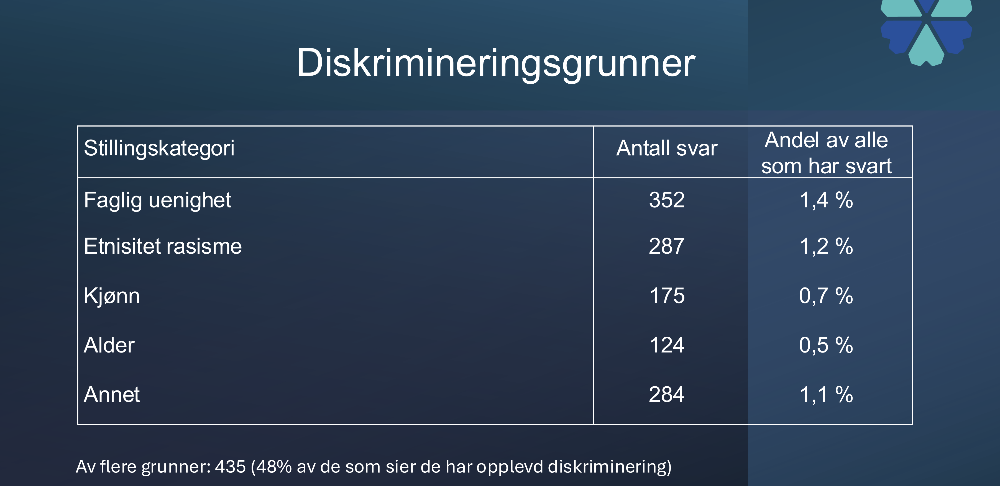 Diskrimineringsgrunner
Stillingskategori Antall svar Andel av alle
som har svart
Faglig uenighet 352 1,4 %
Etnisitet rasisme 287 1,2 %
Kjønn 175 0,7 %
Alder 124 0,5 %
Annet 284 1,1 %
Av flere grunner: 435 (48% av de som sier de har opplevd diskriminering)